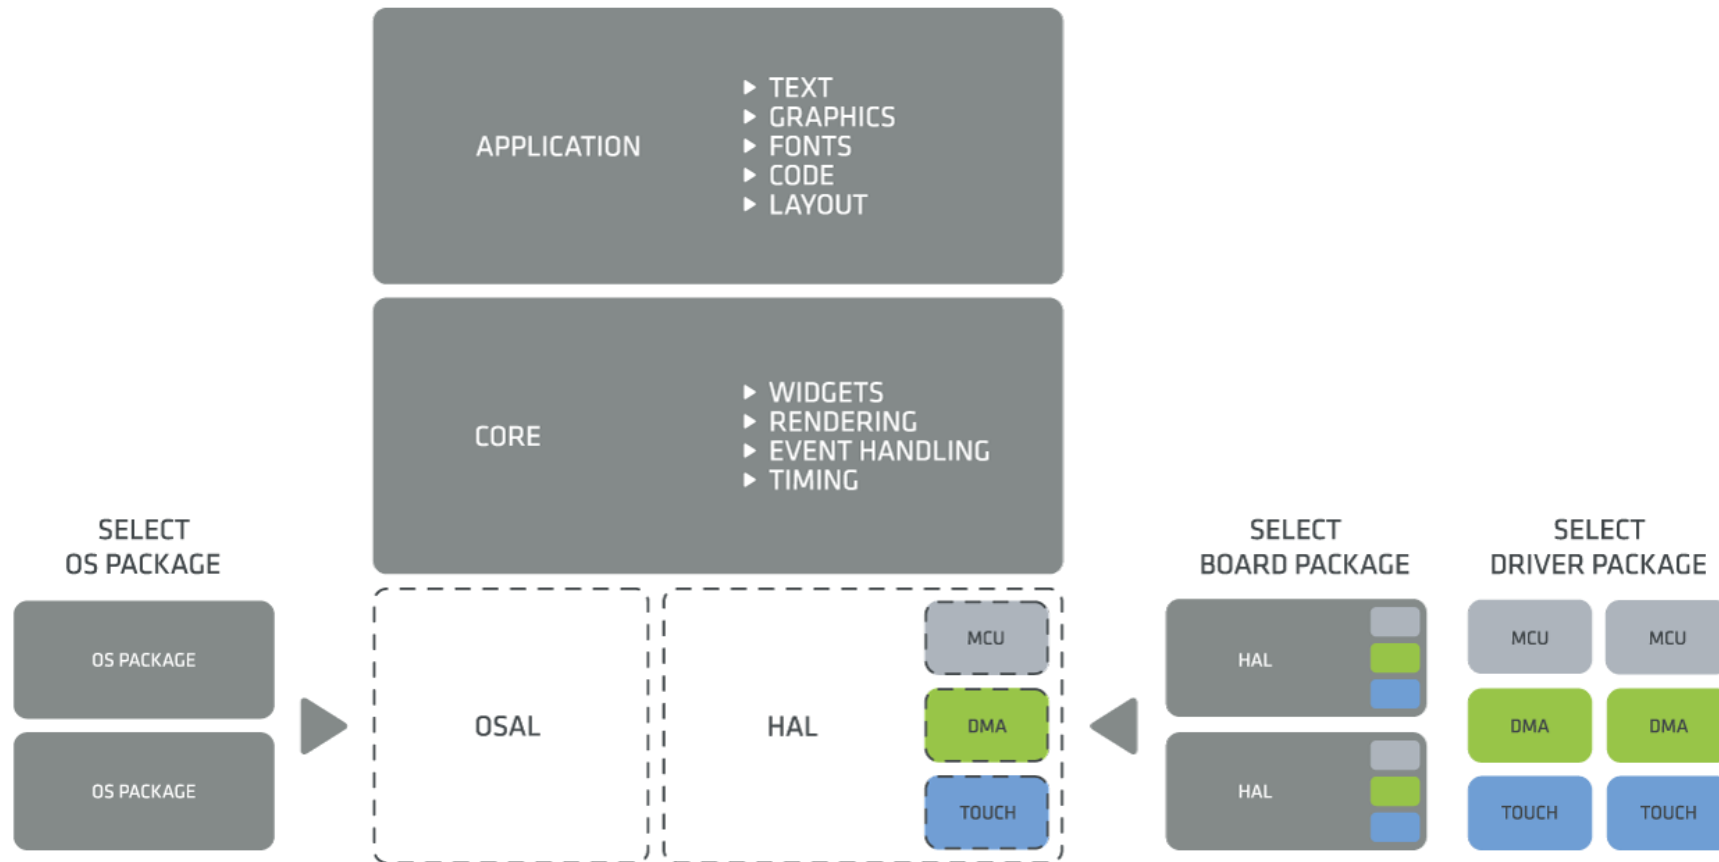 APPLICATION
TEXT
GRAPHICS
FONTS
CODE
LAYOUT
CORE
WIDGETS
RENDERING
EVENT HANDLING
TIMING
SELECT
OS PACKAGE
OS PACKAGE
OS PACKAGE
OSAL
HAL
MCU
DMA
TOUCH
SELECT
BOARD PACKAGE
HAL
HAL
SELECT
DRIVER PACKAGE
MCU
MCU
DMA
DMA
TOUCH
TOUCH